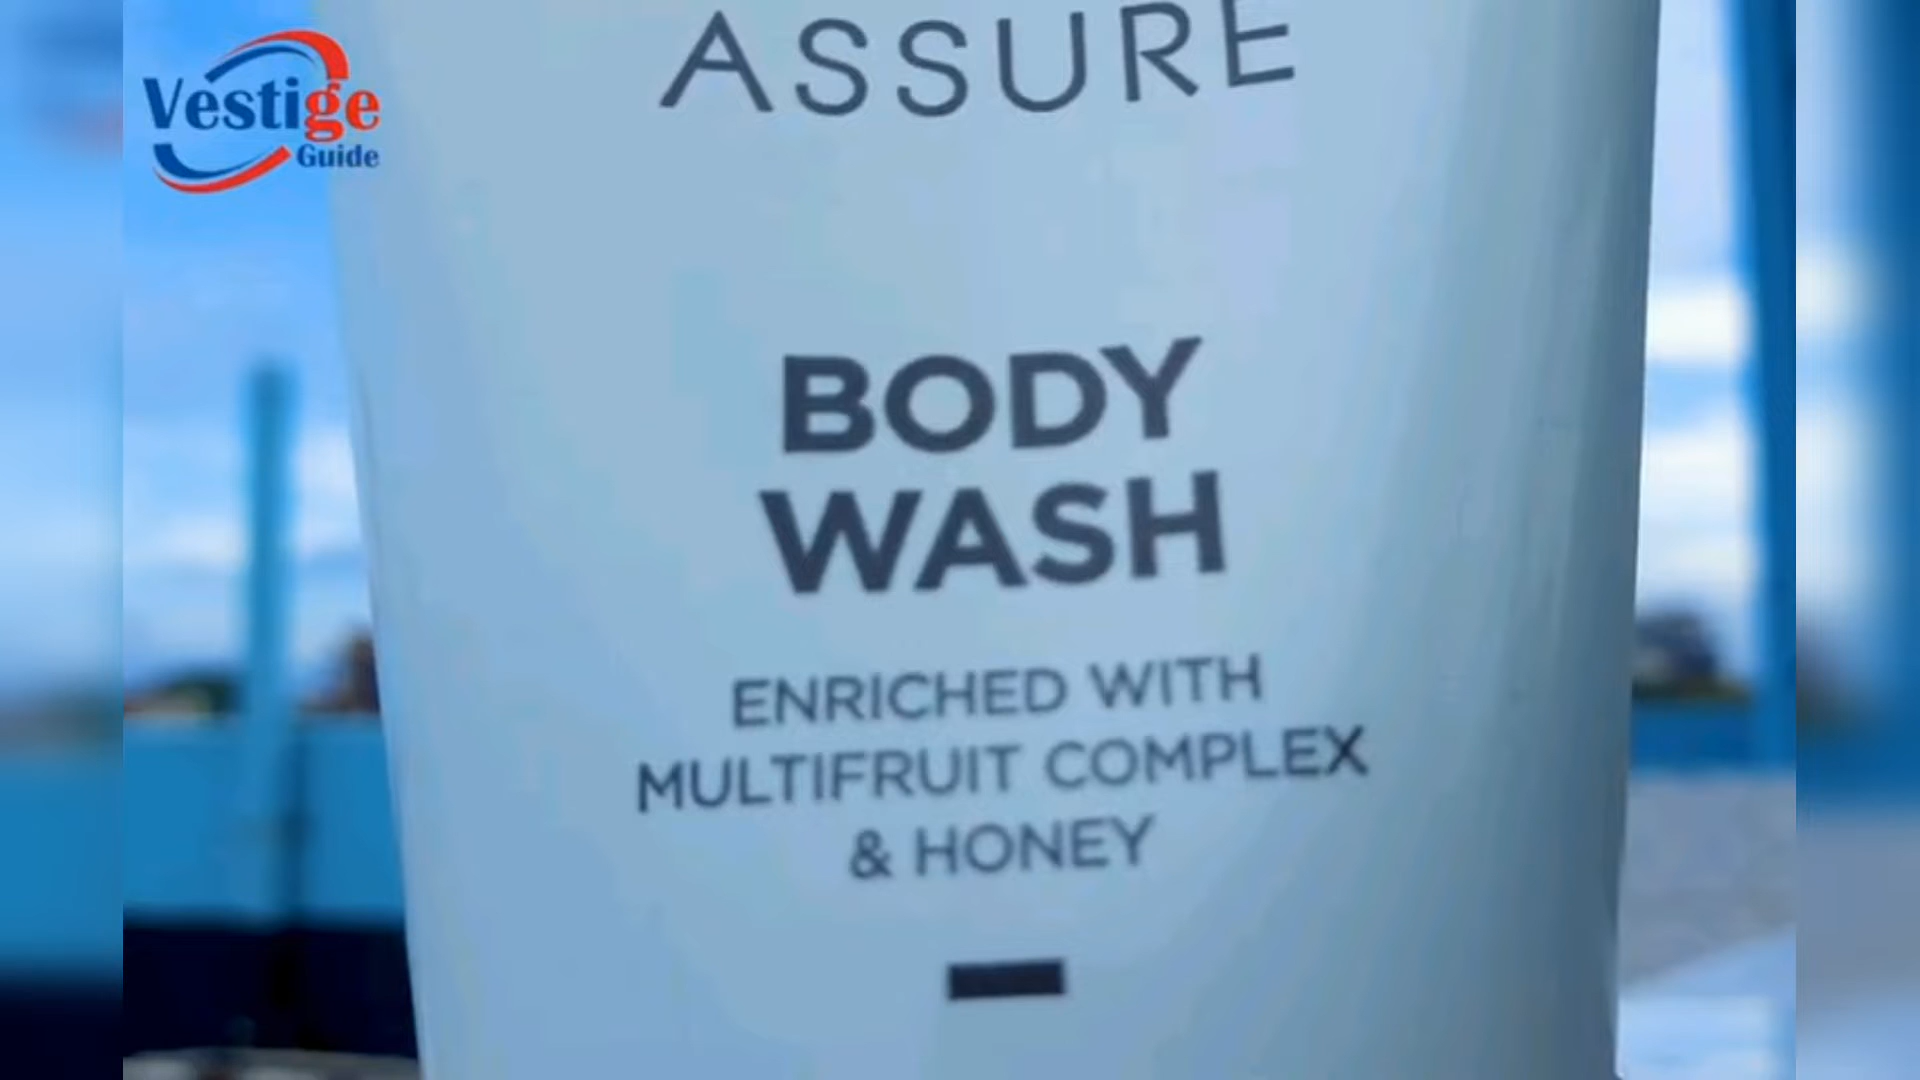 Vestige
Guide
ASSURE
BODY
WASH
ENRICHED WITH
MULTIFRUIT COMPLEX
& HONEY